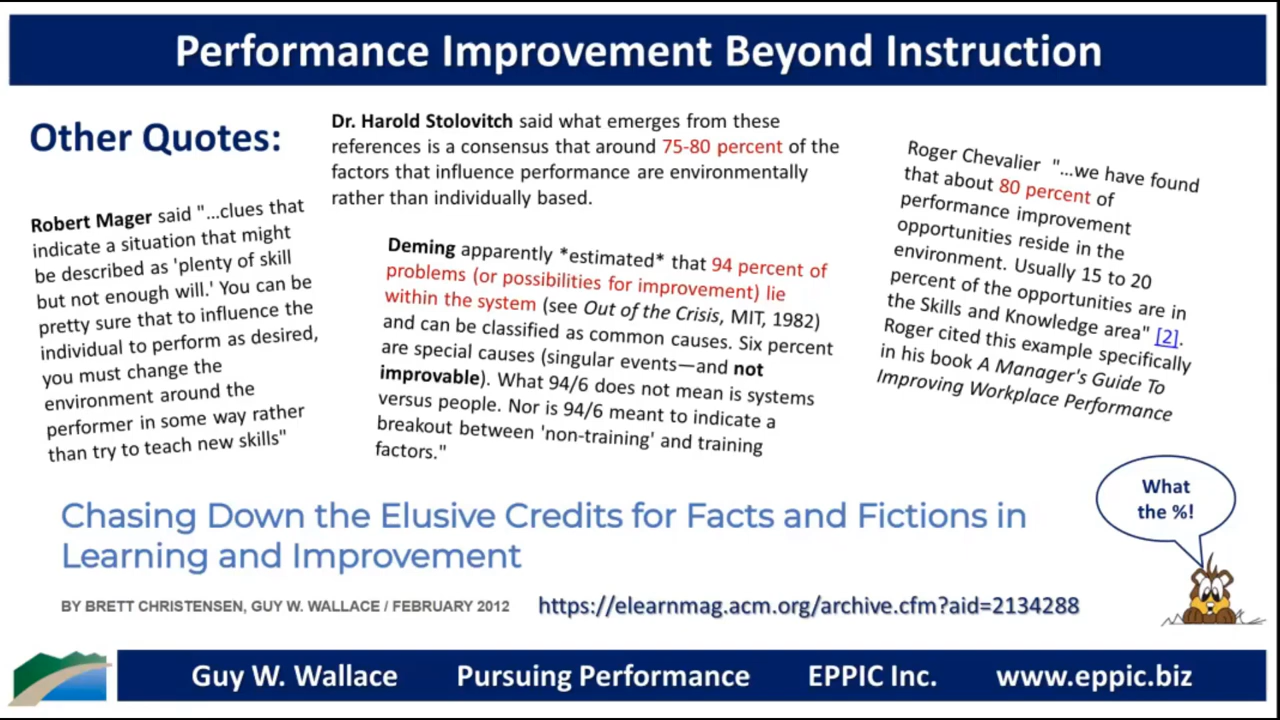 Performance Improvement Beyond Instruction
Other Quotes:
Robert Mager said "...clues that
indicate a situation that might
be described as 'plenty of skill
but not enough will.' You can be
pretty sure that to influence the
individual to perform as desired,
you must change the
environment around the
performer in some way rather
than try to teach new skills"
Dr. Harold Stolovitch said what emerges from these
references is a consensus that around 75-80 percent of the
factors that influence performance are environmentally
rather than individually based.
Deming apparently *estimated* that 94 percent of
problems (or possibilities for improvement) lie
within the system (see Out of the Crisis, MIT, 1982)
and can be classified as common causes. Six percent
are special causes (singular events—and not
improvable). What 94/6 does not mean is systems
versus people. Nor is 94/6 meant to indicate a
breakout between 'non-training' and training
factors."
Roger Chevalier "...we have found
that about 80 percent of
performance improvement
opportunities reside in the
environment. Usually 15 to 20
percent of the opportunities are in
the Skills and Knowledge area" [2].
Roger cited this example specifically
in his book A Manager's Guide To
Improving Workplace Performance
What
the %!
Chasing Down the Elusive Credits for Facts and Fictions in
Learning and Improvement
BY BRETT CHRISTENSEN, GUY W. WALLACE / FEBRUARY 2012 https://elearnmag.acm.org/archive.cfm?aid=2134288
Guy W. Wallace Pursuing Performance EPPIC Inc. www.eppic.biz